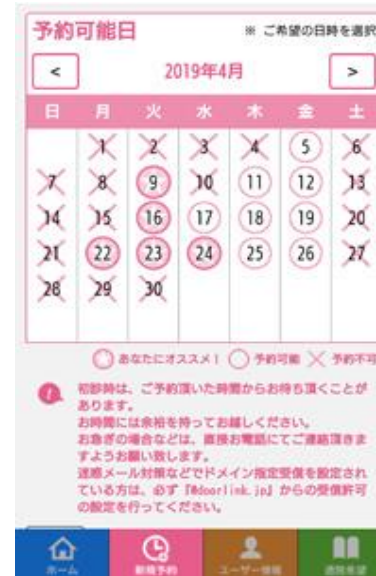 予約可能日
※ ご希望の日時を選択
< 2019年4月 >
日 月 火 水 木 金 土
1 2 3 4 5 6
7 8 9 10 11 12 13
14 15 16 17 18 19 20
21 22 23 24 25 26 27
28 29 30
あなたにオススメ! 予約可能 予約不可
初診時は、ご予約頂いた時間からお待ち頂くことが
あります。
お時間には余裕を持ってお越しください。
お急ぎの場合などは、直接お電話にてご連絡頂きま
すようお願い致します。
迷惑メール対策などでドメイン指定受信を設定され
ている方は、必ず『@doorlink.jp』からの受信許可
の設定を行ってください。
ホーム 新規予約 ユーザー情報